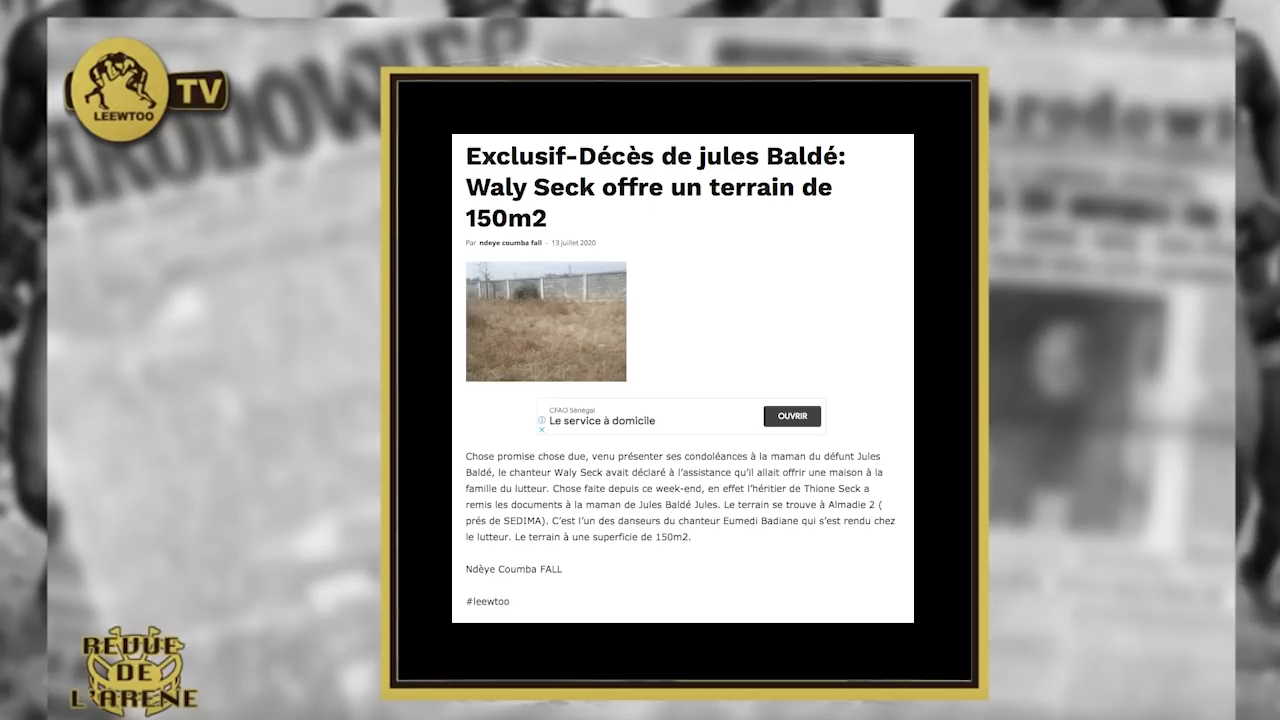 LEEWTOO
TV
Exclusif-Décès de jules Baldé:
Waly Seck offre un terrain de
150m2
Par ndeye coumba fall - 13 juillet 2020
CFAO Sénégal
Le service à domicile
OUVRIR
Chose promise chose due, venu présenter ses condoléances à la maman du défunt Jules
Baldé, le chanteur Waly Seck avait déclaré à l'assistance qu'il allait offrir une maison à la
famille du lutteur. Chose faite depuis ce week-end, en effet l'héritier de Thione Seck a
remis les documents à la maman de Jules Baldé Jules. Le terrain se trouve à Almadie 2 (
prés de SEDIMA). C'est l'un des danseurs du chanteur Eumedi Badiane qui s'est rendu chez
le lutteur. Le terrain à une superficie de 150m2.
Ndèye Coumba FALL
#leewtoo
REVUE
DE
L'ARENE